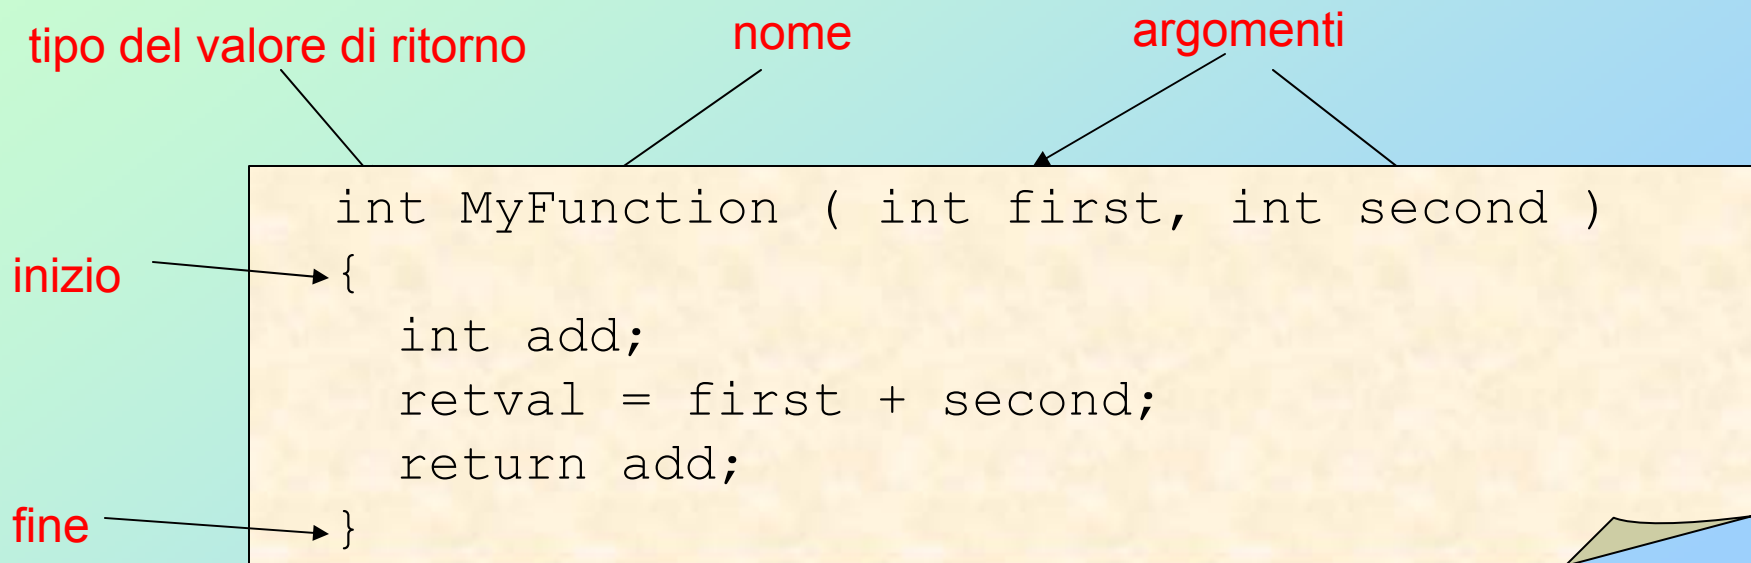 tipo del valore di ritorno
nome
argomenti
int MyFunction ( int first, int second )
inizio
{
int add;
retval = first + second;
return add;
fine
}